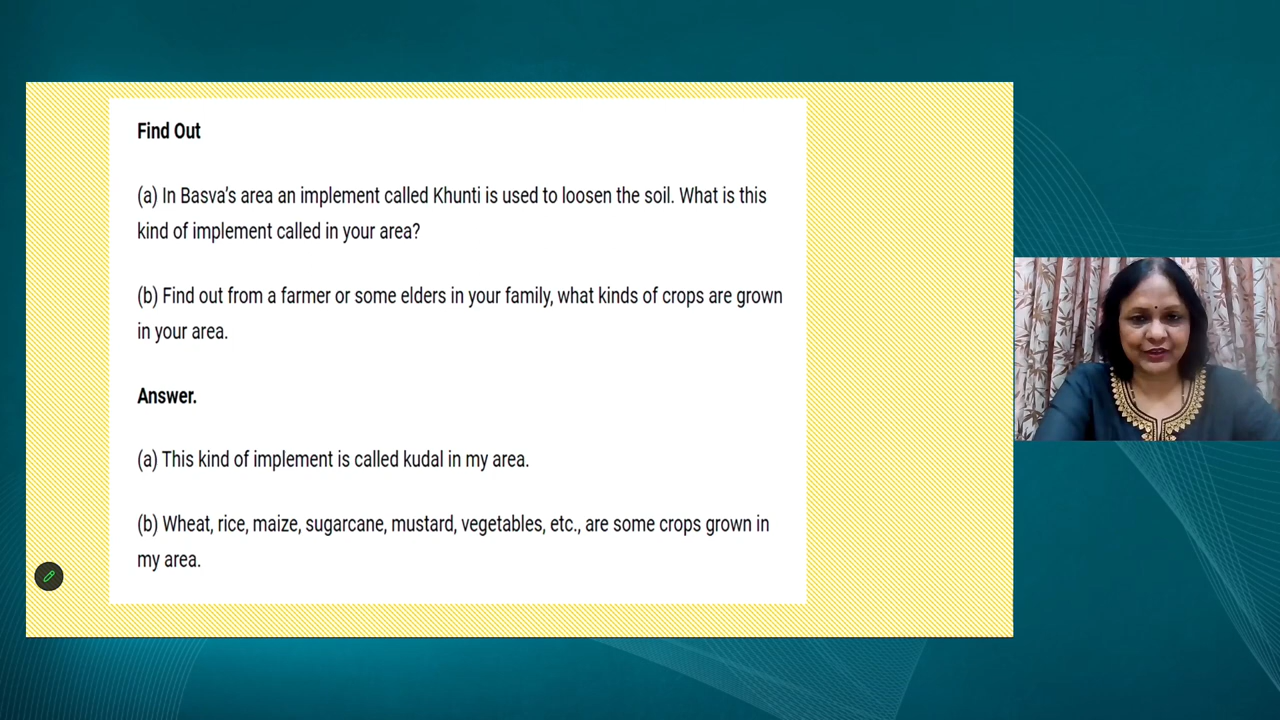 Find Out
(a) In Basva’s area an implement called Khunti is used to loosen the soil. What is this
kind of implement called in your area?
(b) Find out from a farmer or some elders in your family, what kinds of crops are grown
in your area.
Answer.
(a) This kind of implement is called kudal in my area.
(b) Wheat, rice, maize, sugarcane, mustard, vegetables, etc., are some crops grown in
my area.